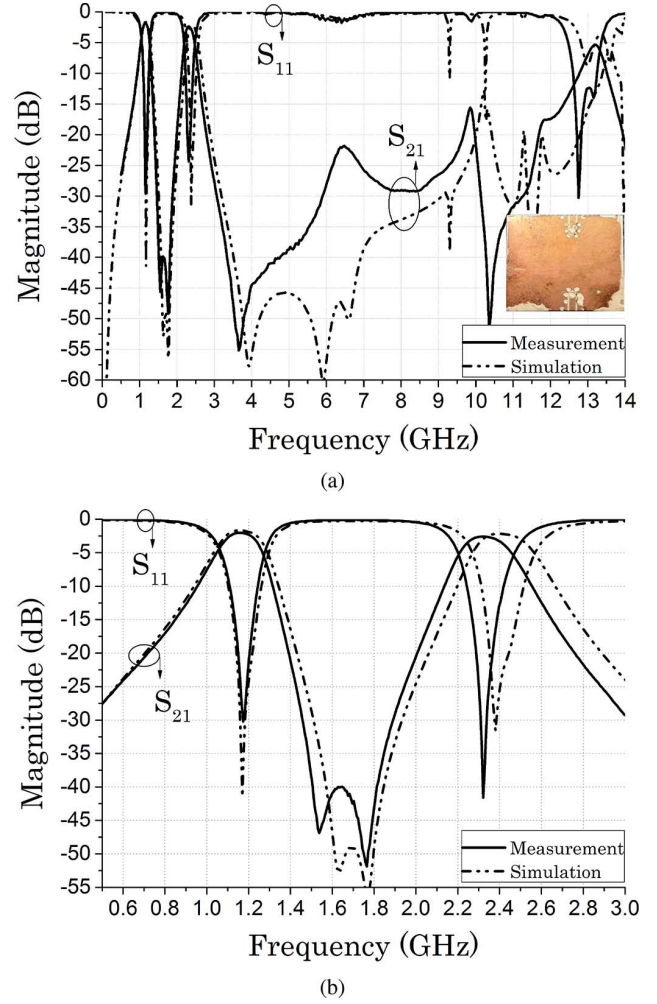 0
-5
-10
-15
-20
-25
-30
-35
-40
-45
-50
-55
-60
Magnitude (dB)
S11
S21
Measurement
Simulation
0 1 2 3 4 5 6 7 8 9 10 11 12 13 14
Frequency (GHz)
(a)
0
-5
-10
-15
-20
-25
-30
-35
-40
-45
-50
-55
Magnitude (dB)
S11
S21
Measurement
Simulation
0.6 0.8 1.0 1.2 1.4 1.6 1.8 2.0 2.2 2.4 2.6 2.8 3.0
Frequency (GHz)
(b)